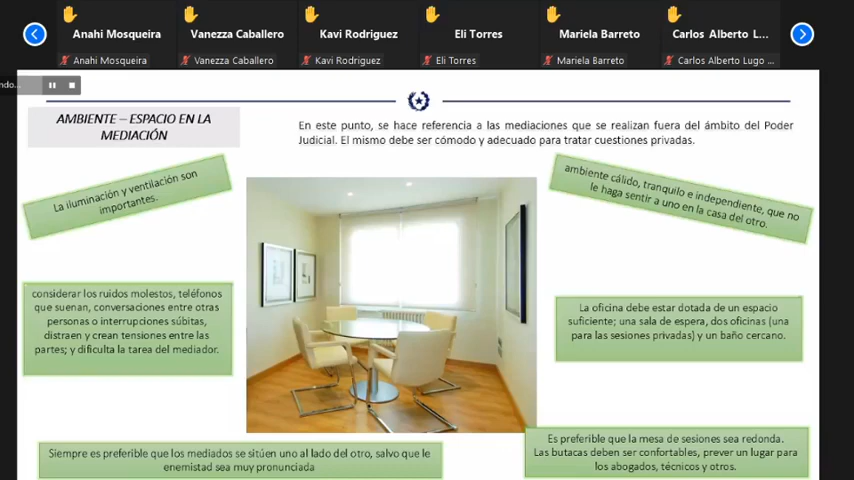 Anahi Mosqueira
Vanezza Caballero
Kavi Rodriguez
Eli Torres
Mariela Barreto
Carlos Alberto L...
Anahi Mosqueira
Vanezza Caballero
Kavi Rodriguez
Eli Torres
Mariela Barreto
Carlos Alberto Lugo ...
ndo...
AMBIENTE – ESPACIO EN LA
MEDIACIÓN
En este punto, se hace referencia a las mediaciones que se realizan fuera del ámbito del Poder
Judicial. El mismo debe ser cómodo y adecuado para tratar cuestiones privadas.
La iluminación y ventilación son
importantes.
ambiente cálido, tranquilo e independiente, que no
le haga sentir a uno en la casa del otro.
considerar los ruidos molestos, teléfonos
que suenan, conversaciones entre otras
personas o interrupciones súbitas,
distraen y crean tensiones entre las
partes; y dificulta la tarea del mediador.
La oficina debe estar dotada de un espacio
suficiente; una sala de espera, dos oficinas (una
para las sesiones privadas) y un baño cercano.
Siempre es preferible que los mediados se sitúen uno al lado del otro, salvo que le
enemistad sea muy pronunciada
Es preferible que la mesa de sesiones sea redonda.
Las butacas deben ser confortables, prever un lugar para
los abogados, técnicos y otros.